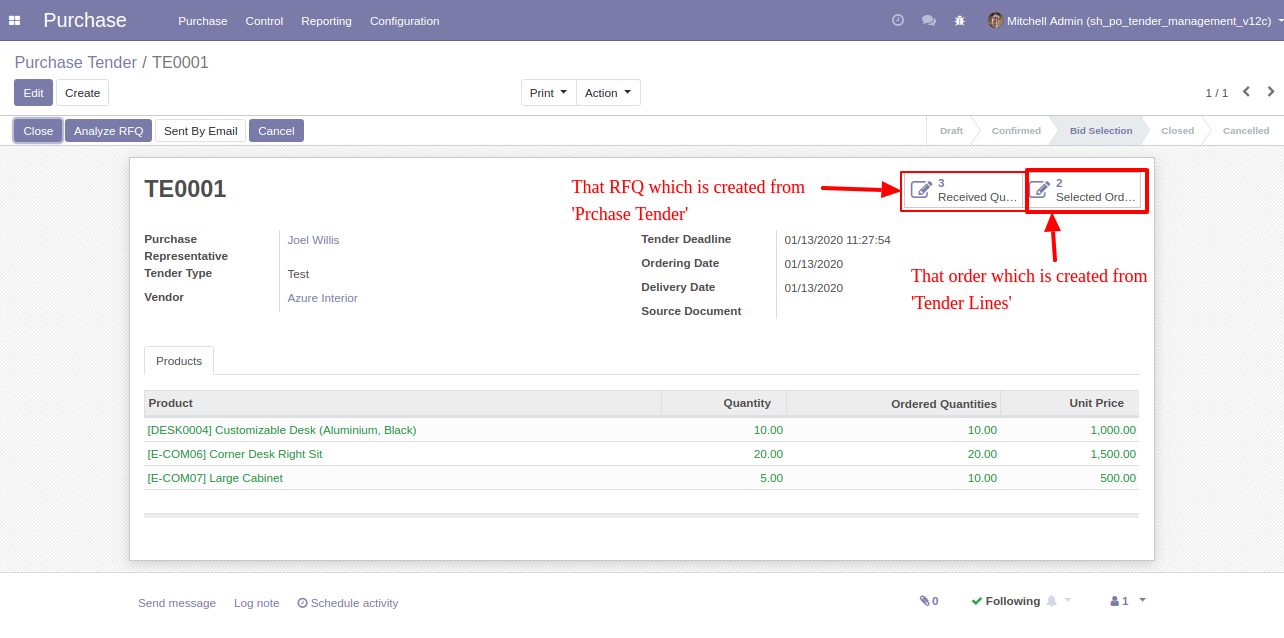 Purchase Purchase Control Reporting Configuration Mitchell Admin (sh_po_tender_management_v12c)
Purchase Tender / TE0001
Edit Create Print Action 1 / 1
Close Analyze RFQ Sent By Email Cancel Draft Confirmed Bid Selection Closed Cancelled
TE0001
That RFQ which is created from
'Prchase Tender'
3
Received Qu...
2
Selected Ord...
Purchase
Representative
Joel Willis
Tender Type Test
Vendor Azure Interior
Tender Deadline 01/13/2020 11:27:54
Ordering Date 01/13/2020
Delivery Date 01/13/2020
Source Document
That order which is created from
'Tender Lines'
Products
Product Quantity Ordered Quantities Unit Price
[DESK0004] Customizable Desk (Aluminium, Black) 10.00 10.00 1,000.00
[E-COM06] Corner Desk Right Sit 20.00 20.00 1,500.00
[E-COM07] Large Cabinet 5.00 10.00 500.00
Send message Log note Schedule activity 0 Following 1